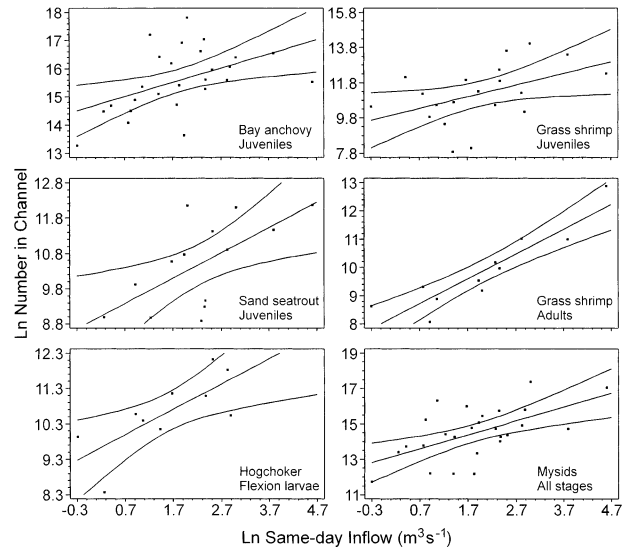 18
17
16
15
14
13
Bay anchovy
Juveniles
15.8
13.8
11.8
9.8
7.8
Grass shrimp
Juveniles
12.8
11.8
10.8
9.8
8.8
Sand seatrout
Juveniles
13
12
11
10
9
8
Grass shrimp
Adults
12.3
11.3
10.3
9.3
8.3
Hogchoker
Flexion larvae
19
17
15
13
11
Mysids
All stages
-0.3 0.7 1.7 2.7 3.7 4.7
-0.3 0.7 1.7 2.7 3.7 4.7
Ln Number in Channel
Ln Same-day Inflow (m³s⁻¹)